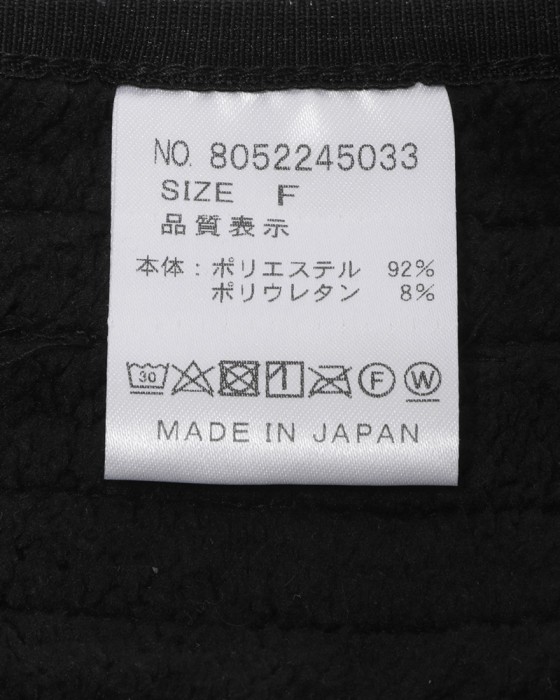 NO. 8052245033
SIZE F
品質表示
本体：ポリエステル 92%
ポリウレタン 8%
30 F W
MADE IN JAPAN